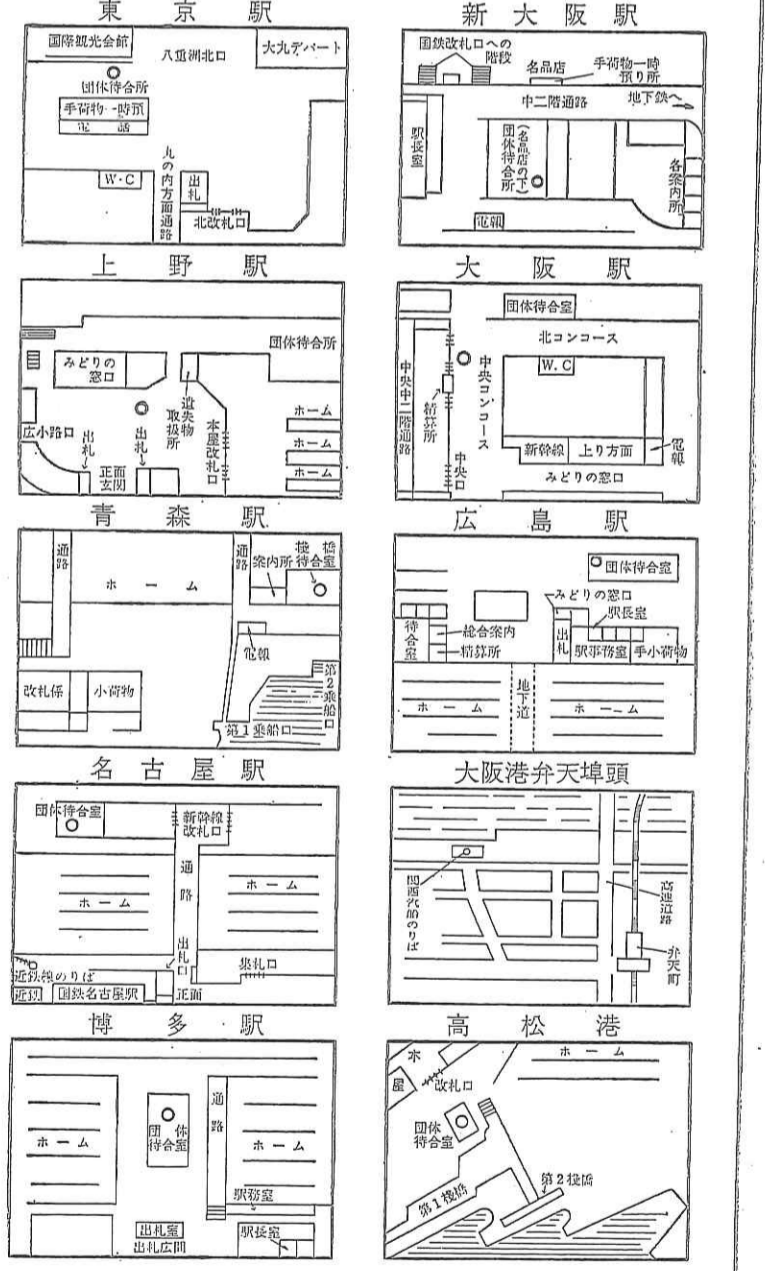 東京駅
国際観光会館
八重洲北口
大丸デパート
団体待合所
手荷物一時預
電話
W・C
丸の内方面通路
出札
北改札口
新大阪駅
国鉄改札口への
階段
名品店
手荷物一時
預り所
中二階通路
地下鉄へ
駅長室
(名品店の下)
団体待合所
各案内所
電報
上野駅
団体待合所
みどりの
窓口
遺失物
取扱所
本屋改札口
ホーム
ホーム
ホーム
広小路口
出札
正面
玄関
出札
大阪駅
団体待合室
北コンコース
中央中二階通路
精算所
中央コンコース
中央口
W.C
新幹線
上り方面
電報
みどりの窓口
青森駅
通路
ホーム
通路
案内所
桟橋
待合室
電報
改札係
小荷物
第1乗船口
第2乗船口
広島駅
団体待合室
みどりの窓口
駅長室
待合室
総合案内
精算所
出札
駅事務室
手小荷物
ホーム
地下道
ホーム
名古屋駅
団体待合室
新幹線
改札口
通路
ホーム
ホーム
出札口
集札口
近鉄線のりば
近鉄
国鉄名古屋駅
正面
大阪港弁天埠頭
関西汽船のりば
高速道路
弁天町
博多駅
通路
団体
待合室
ホーム
ホーム
駅務室
出札室
出札広間
駅長室
高松港
本屋
改札口
ホーム
団体
待合室
第1桟橋
第2桟橋